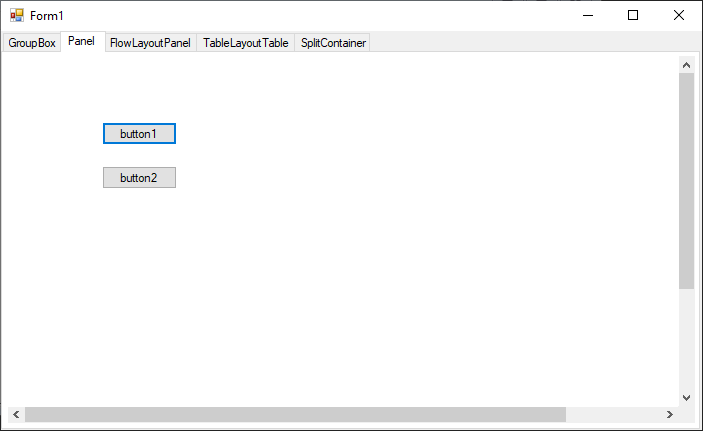 Form1
GroupBox Panel FlowLayoutPanel TableLayoutTable SplitContainer
button1
button2